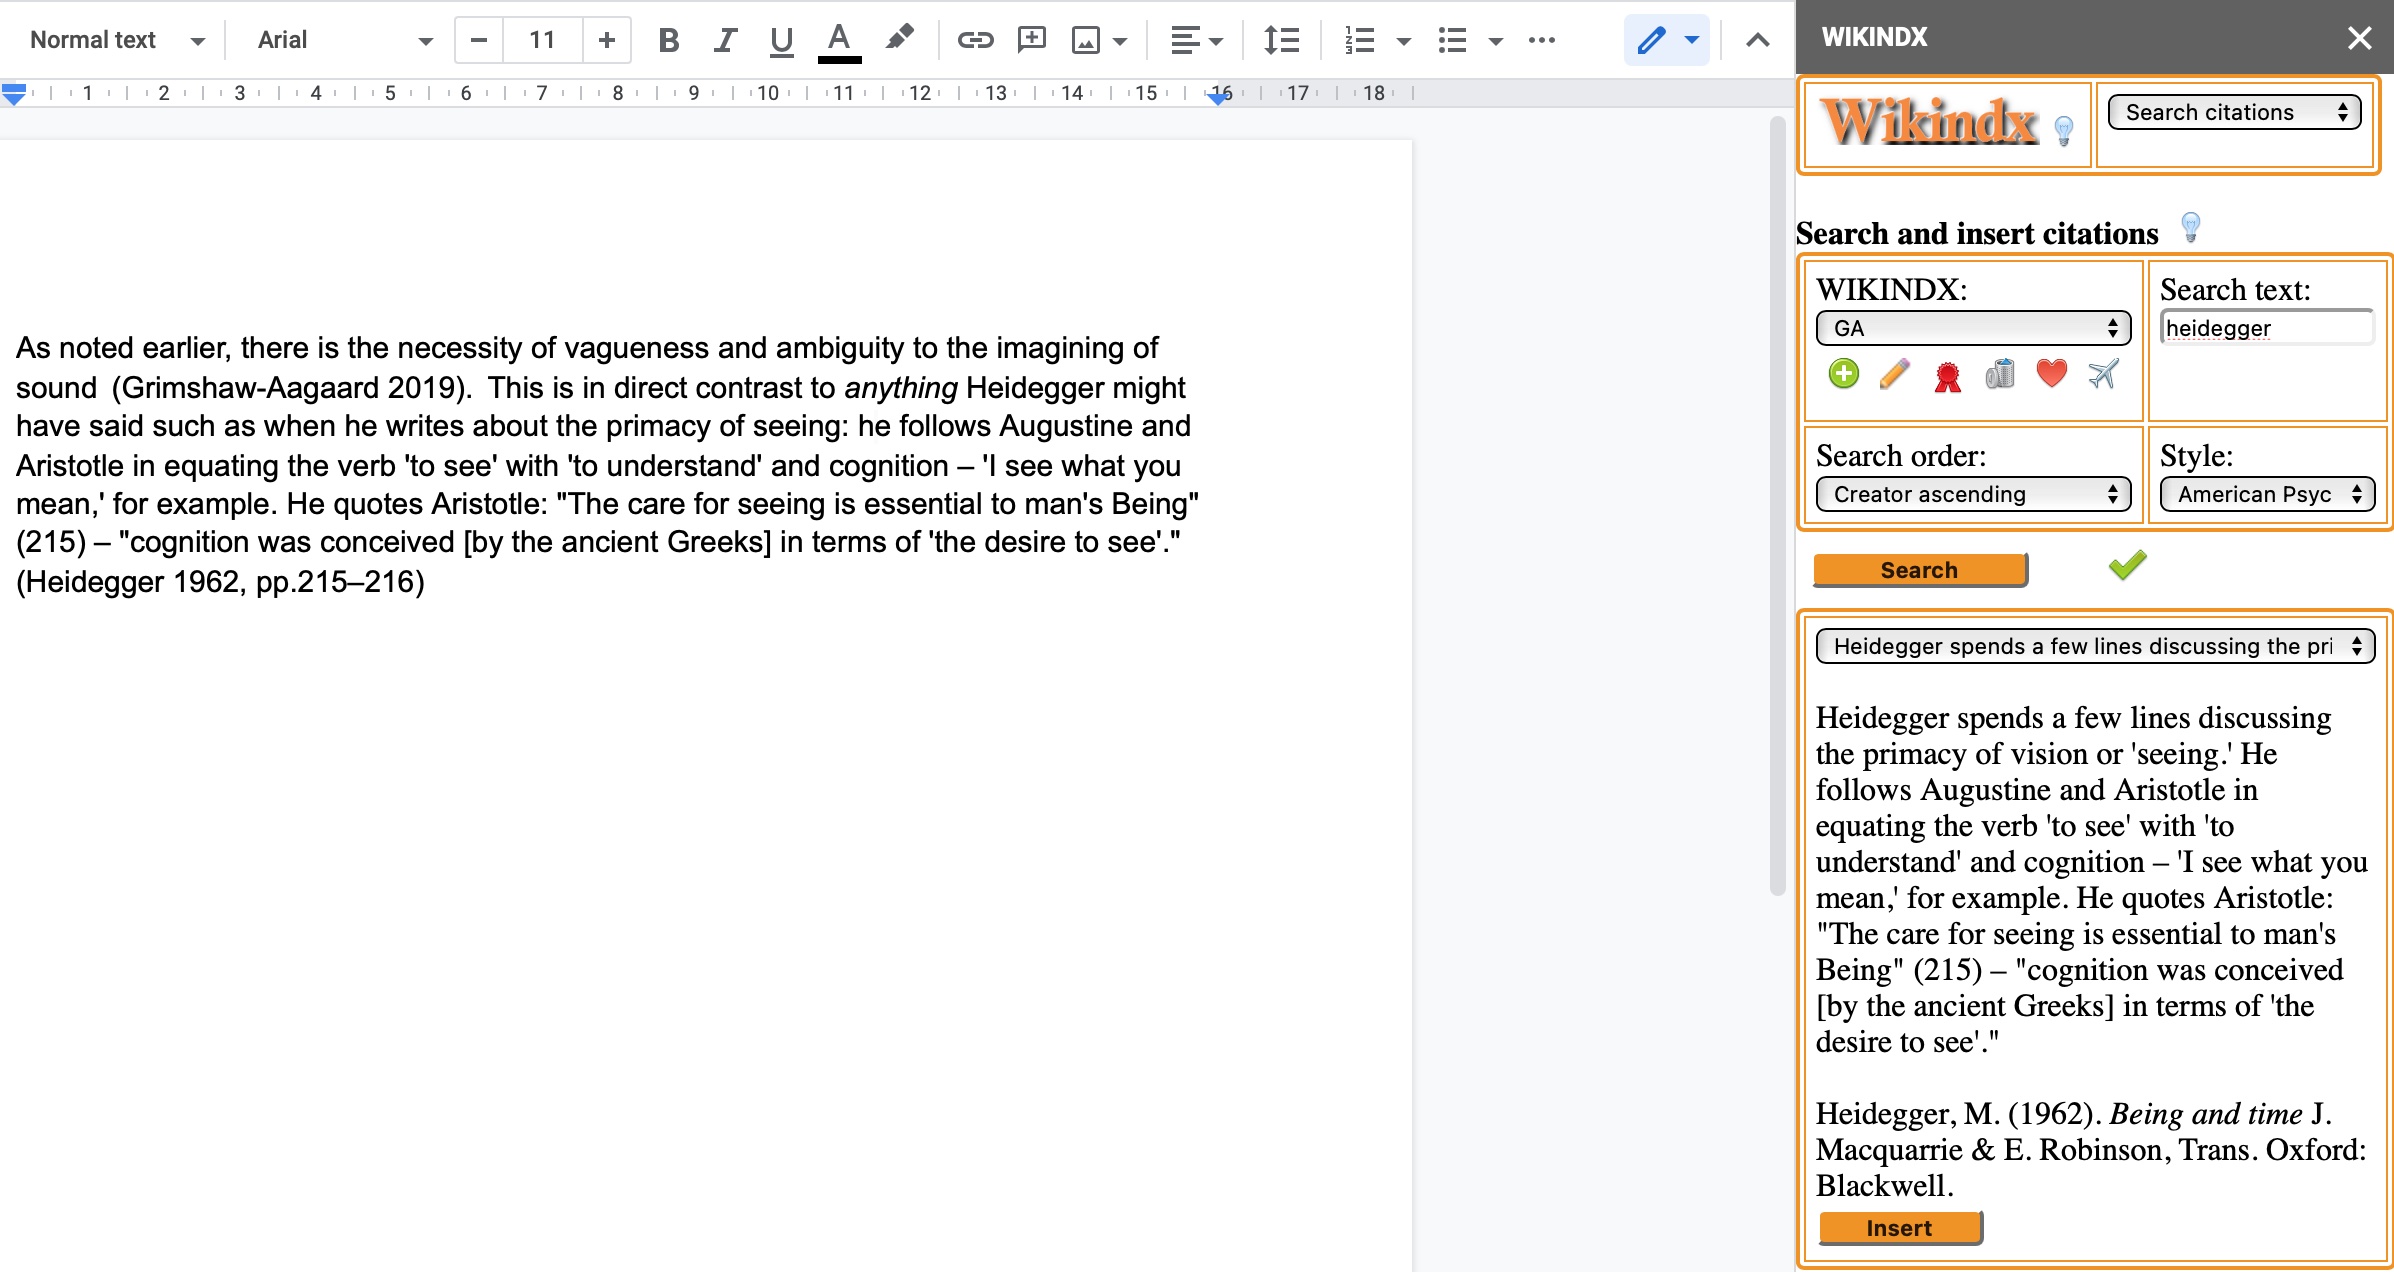 Normal text Arial − 11 + B I U A
1 2 3 4 5 6 7 8 9 10 11 12 13 14 15 16 17 18
As noted earlier, there is the necessity of vagueness and ambiguity to the imagining of
sound  (Grimshaw-Aagaard 2019).  This is in direct contrast to anything Heidegger might
have said such as when he writes about the primacy of seeing: he follows Augustine and
Aristotle in equating the verb 'to see' with 'to understand' and cognition – 'I see what you
mean,' for example. He quotes Aristotle: "The care for seeing is essential to man's Being"
(215) – "cognition was conceived [by the ancient Greeks] in terms of 'the desire to see'."
(Heidegger 1962, pp.215–216)
WIKINDX
Wikindx
Search citations
Search and insert citations
WIKINDX:
GA
Search text:
heidegger
Search order:
Creator ascending
Style:
American Psyc
Search
Heidegger spends a few lines discussing the pri
Heidegger spends a few lines discussing
the primacy of vision or 'seeing.' He
follows Augustine and Aristotle in
equating the verb 'to see' with 'to
understand' and cognition – 'I see what you
mean,' for example. He quotes Aristotle:
"The care for seeing is essential to man's
Being" (215) – "cognition was conceived
[by the ancient Greeks] in terms of 'the
desire to see'."
Heidegger, M. (1962). Being and time J.
Macquarrie & E. Robinson, Trans. Oxford:
Blackwell.
Insert